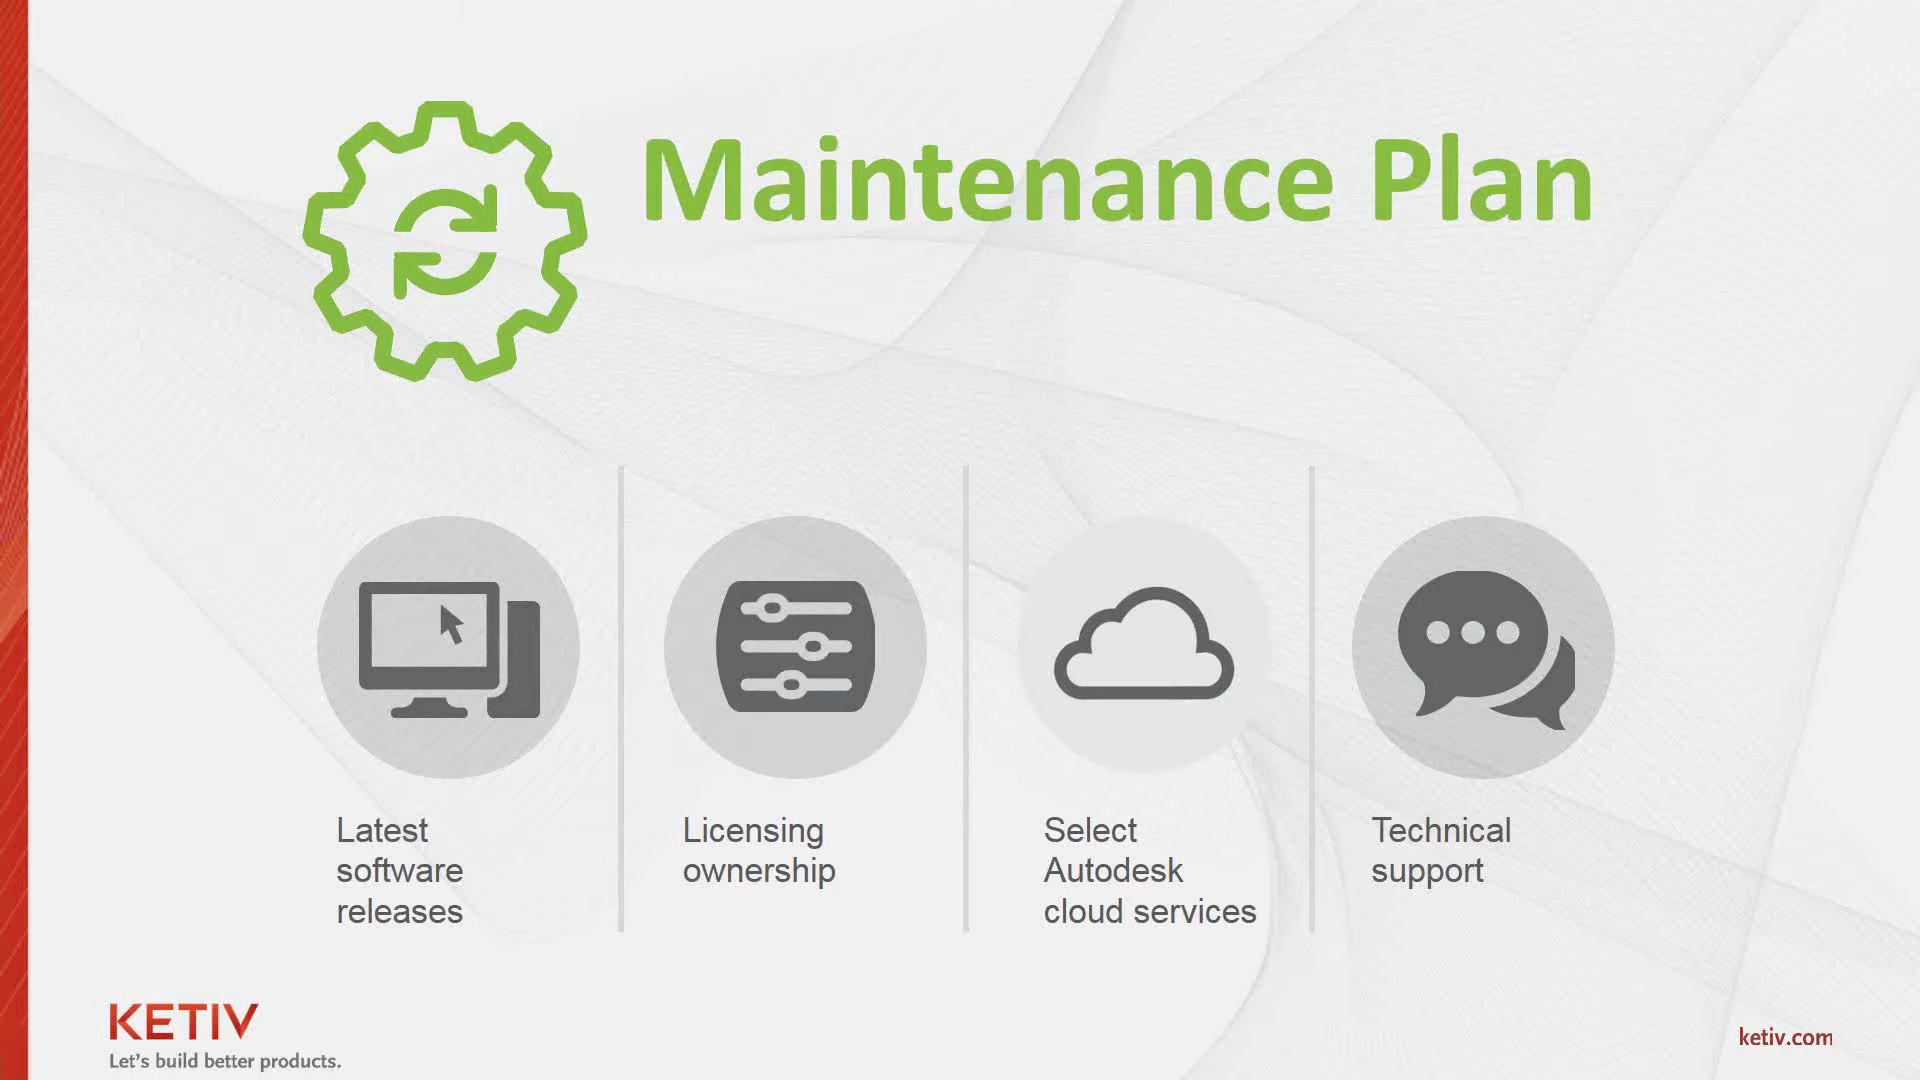 Maintenance Plan
Latest
software
releases
Licensing
ownership
Select
Autodesk
cloud services
Technical
support
KETIV
Let's build better products.
ketiv.com